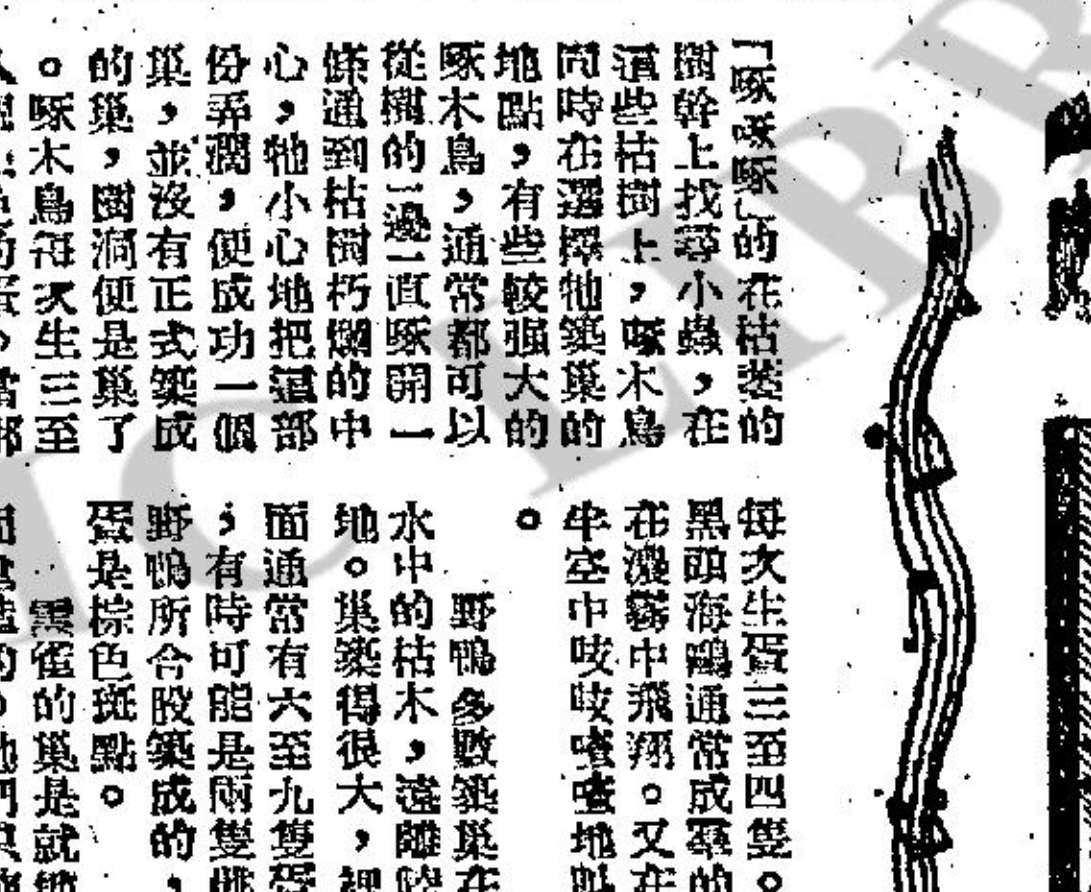 「啄啄啄」的在枯萎的
樹幹上找尋小蟲,在
這些枯樹上,啄木鳥
同時在選擇牠築巢的
地點,有些較强大的
啄木鳥,通常都可以
從樹的一邊一直啄開一
條通到枯樹朽爛的中
心,牠小心地把這部
份弄濶,便成功一個
巢,並沒有正式築成
的巢,樹洞便是巢了
。啄木鳥每次生三至
每次生蛋三至四隻。
黑頭海鷗通常成羣的
在濃霧中飛翔。又在
半空中吱吱喳喳地
。
野鴨多數築巢在
水中的枯木,遠離
地。巢築得很大,裡
面通常有六至九隻蛋
,有時可能是兩隻雌
野鴨所合股築成的,
蛋是棕色斑點。
的巢是就